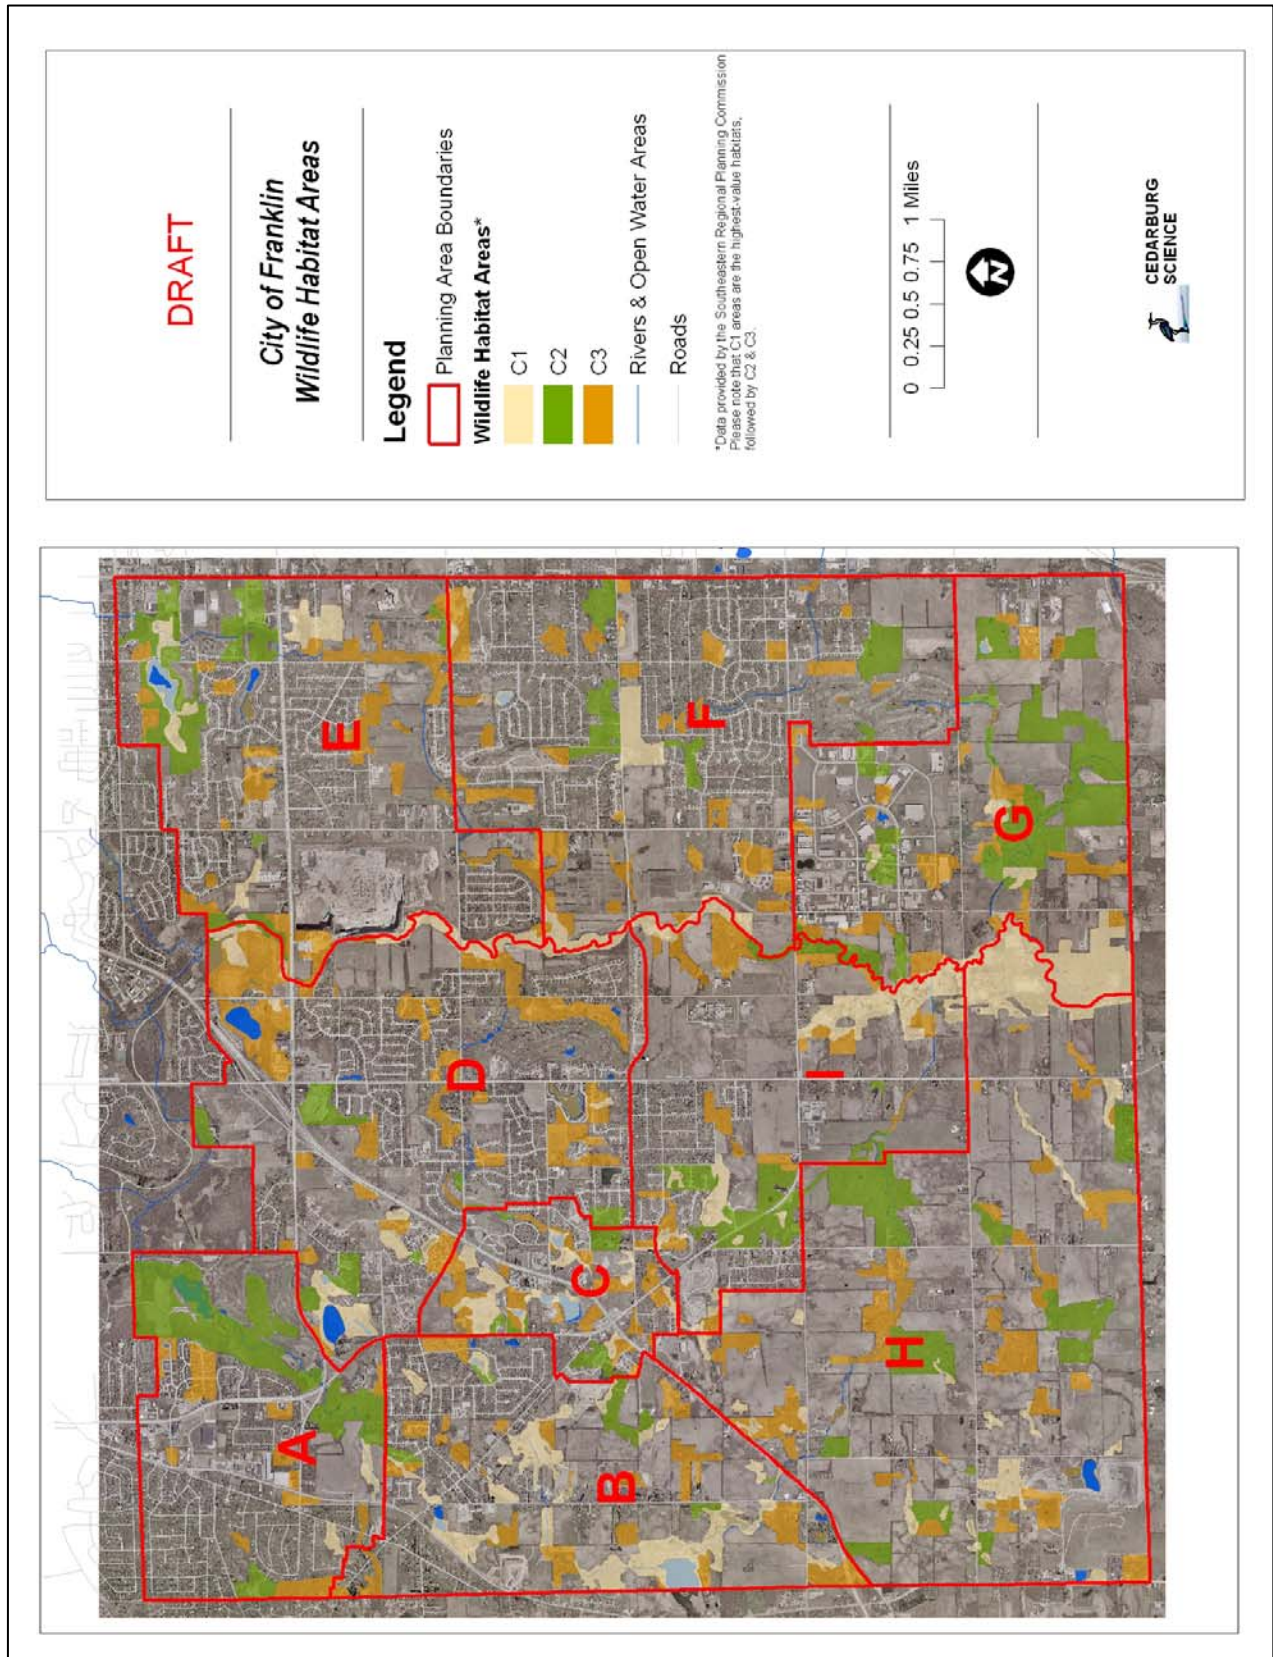 DRAFT
City of Franklin
Wildlife Habitat Areas
Legend
Planning Area Boundaries
Wildlife Habitat Areas*
C1
C2
C3
Rivers & Open Water Areas
Roads
*Data provided by the Southeastern Regional Planning Commission
Please note that C1 areas are the highest-value habitats,
followed by C2 & C3.
0 0.25 0.5 0.75 1 Miles
N
CEDARBURG
SCIENCE
A
B
C
D
E
F
G
H
I